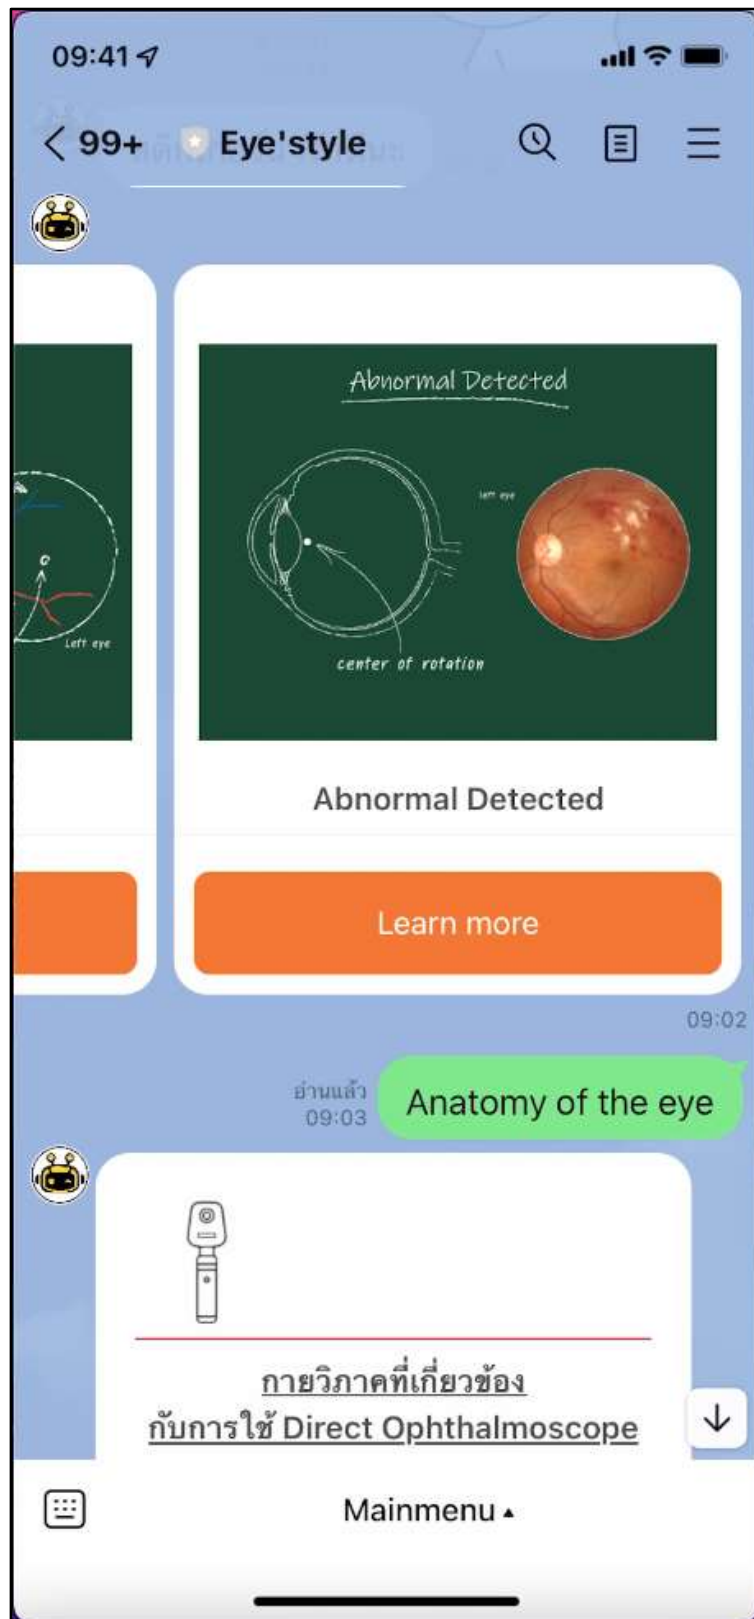 09:41
99+ Eye'style
Abnormal Detected
left eye
center of rotation
Left eye
Abnormal Detected
Learn more
09:02
อ่านแล้ว
09:03
Anatomy of the eye
กายวิภาคที่เกี่ยวข้อง
กับการใช้ Direct Ophthalmoscope
Mainmenu